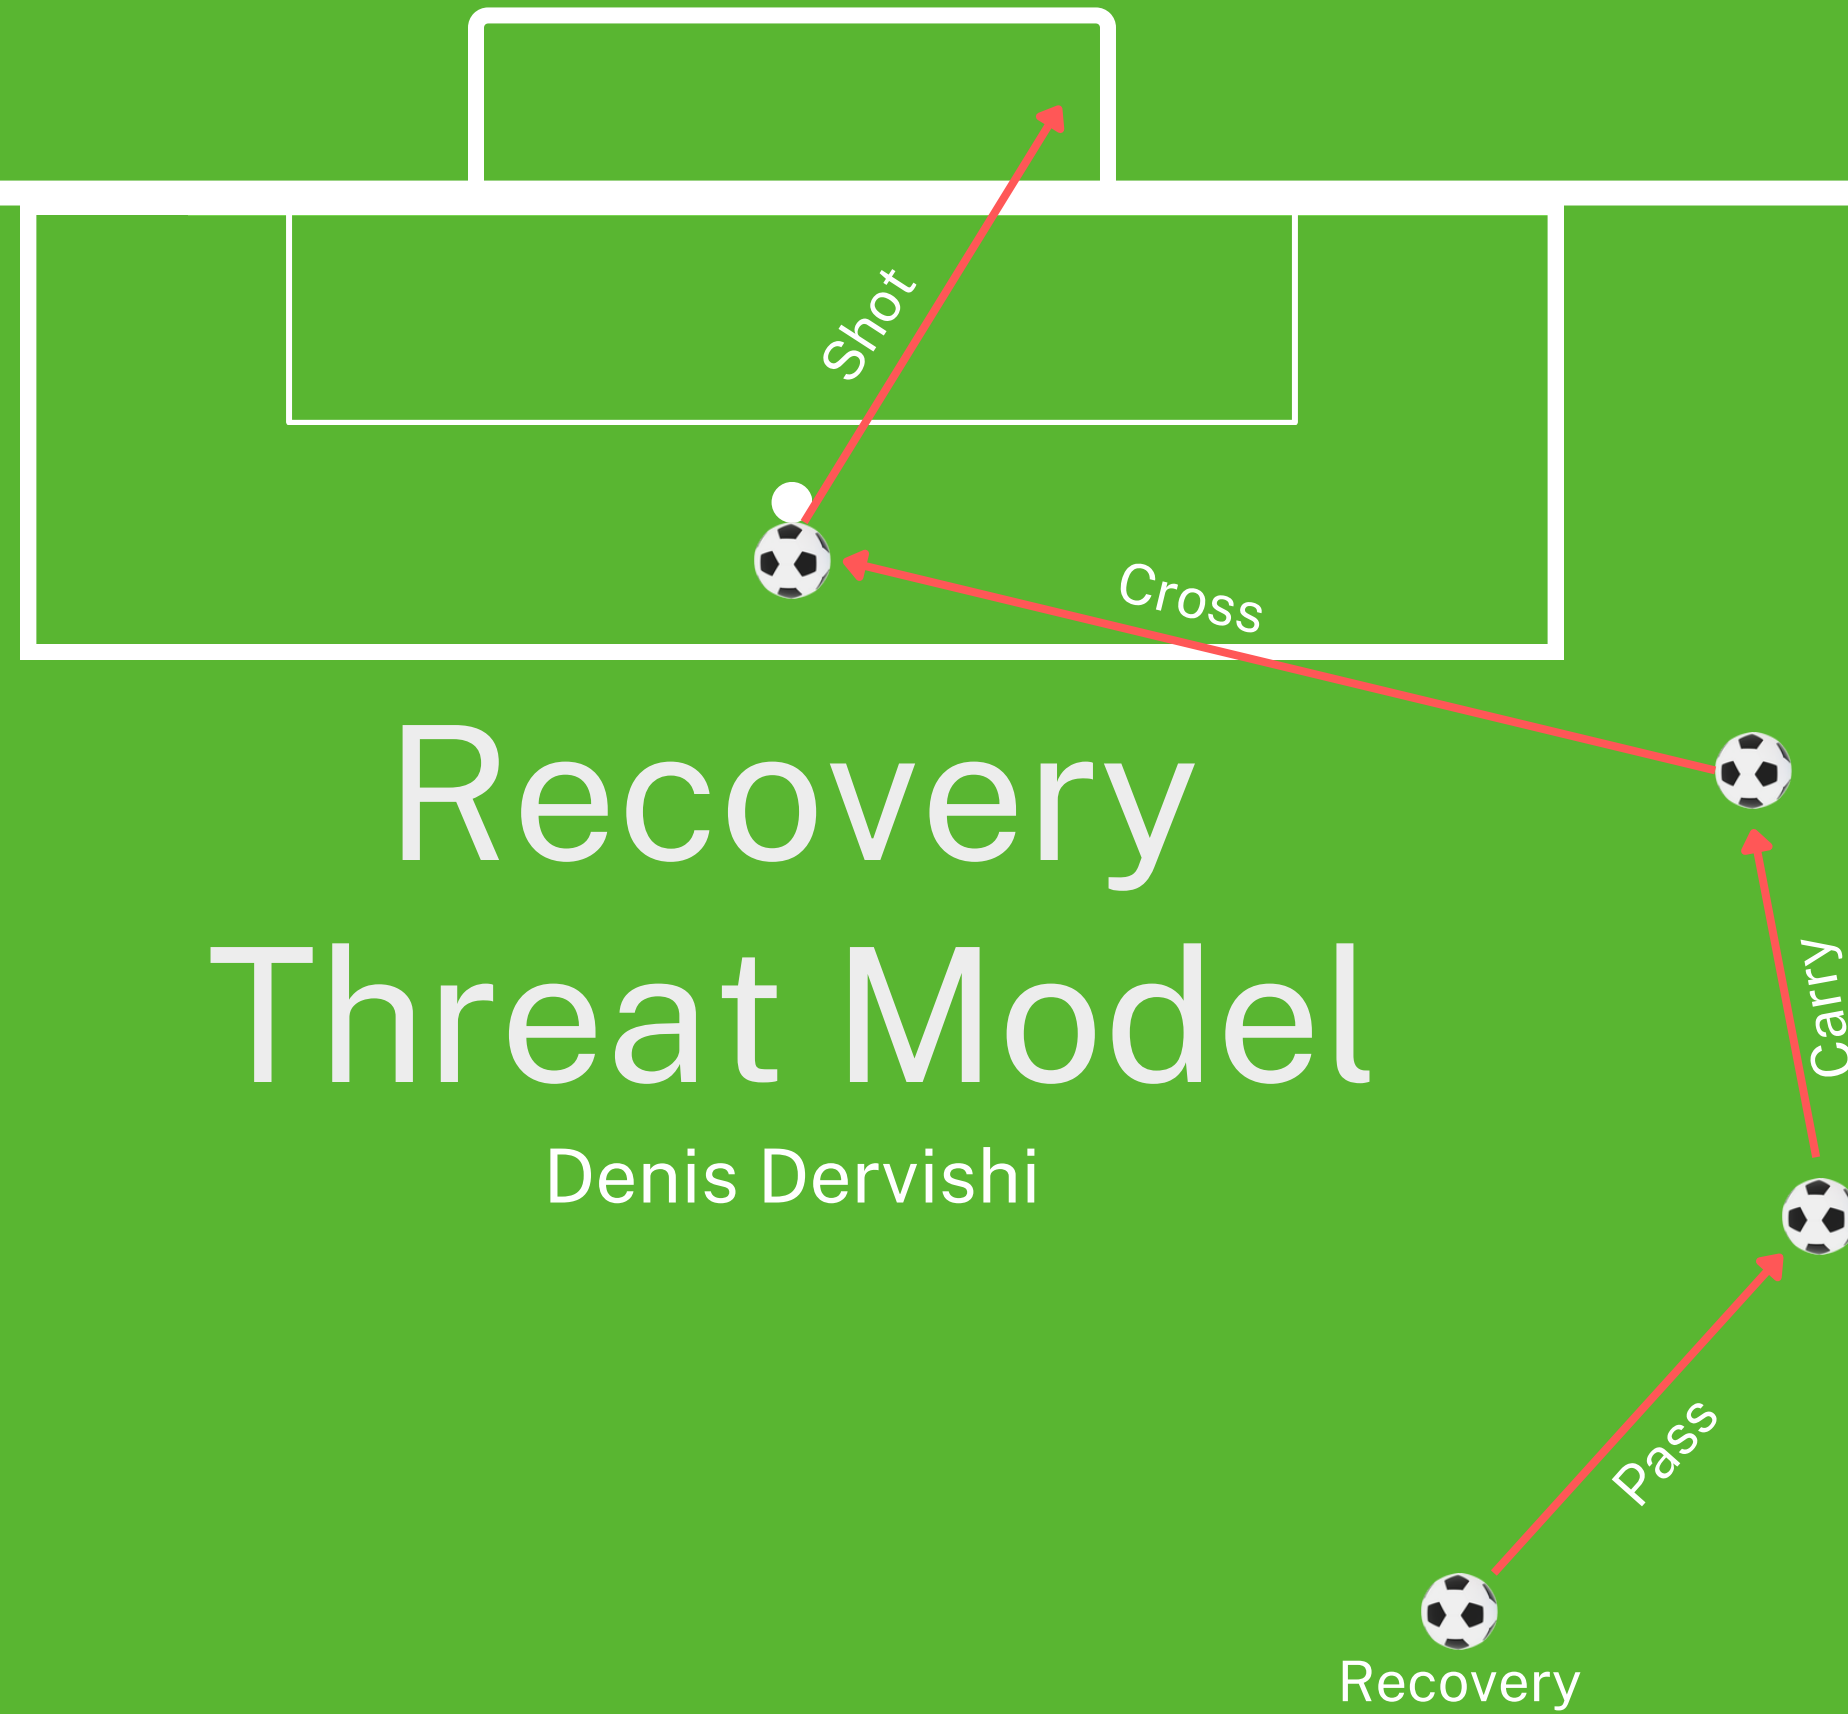 Shot
Cross
Recovery
Threat Model
Denis Dervishi
Carry
Pass
Recovery